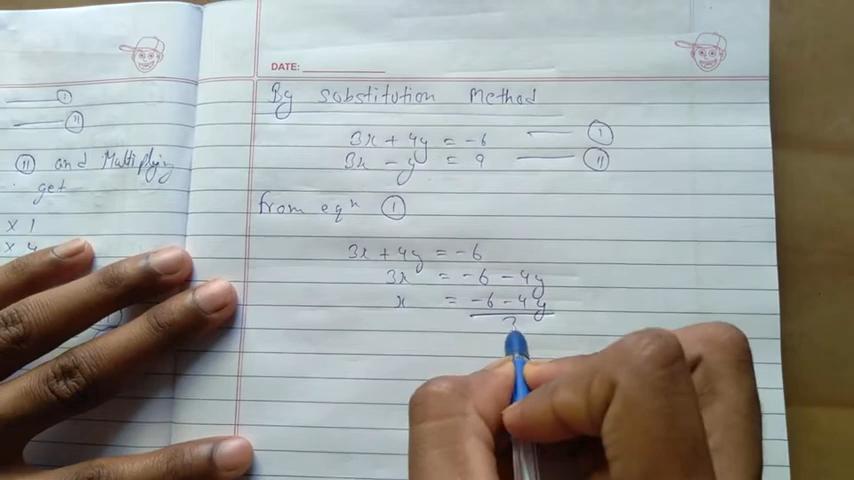 I
II
II and Multiplying
get
x 1
x 4
DATE:
By substitution Method
3x + 4y = -6 I
3x - y = 9 II
from eqⁿ I
3x + 4y = -6
3x = -6 - 4y
x = -6 - 4y
3